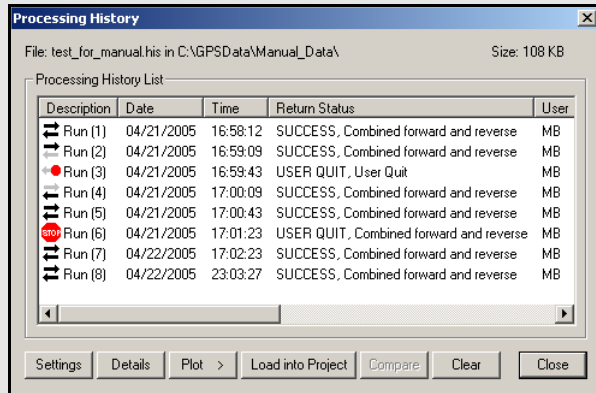 Processing History
File: test_for_manual.his in C:\GPSData\Manual_Data\ Size: 108 KB
Processing History List
Description Date Time Return Status User
Run (1) 04/21/2005 16:58:12 SUCCESS, Combined forward and reverse MB
Run (2) 04/21/2005 16:59:09 SUCCESS, Combined forward and reverse MB
Run (3) 04/21/2005 16:59:43 USER QUIT, User Quit MB
Run (4) 04/21/2005 17:00:09 SUCCESS, Combined forward and reverse MB
Run (5) 04/21/2005 17:00:43 SUCCESS, Combined forward and reverse MB
STOP Run (6) 04/21/2005 17:01:23 USER QUIT, Combined forward and reverse MB
Run (7) 04/22/2005 17:02:23 SUCCESS, Combined forward and reverse MB
Run (8) 04/22/2005 23:03:27 SUCCESS, Combined forward and reverse MB
Settings Details Plot > Load into Project Compare Clear Close